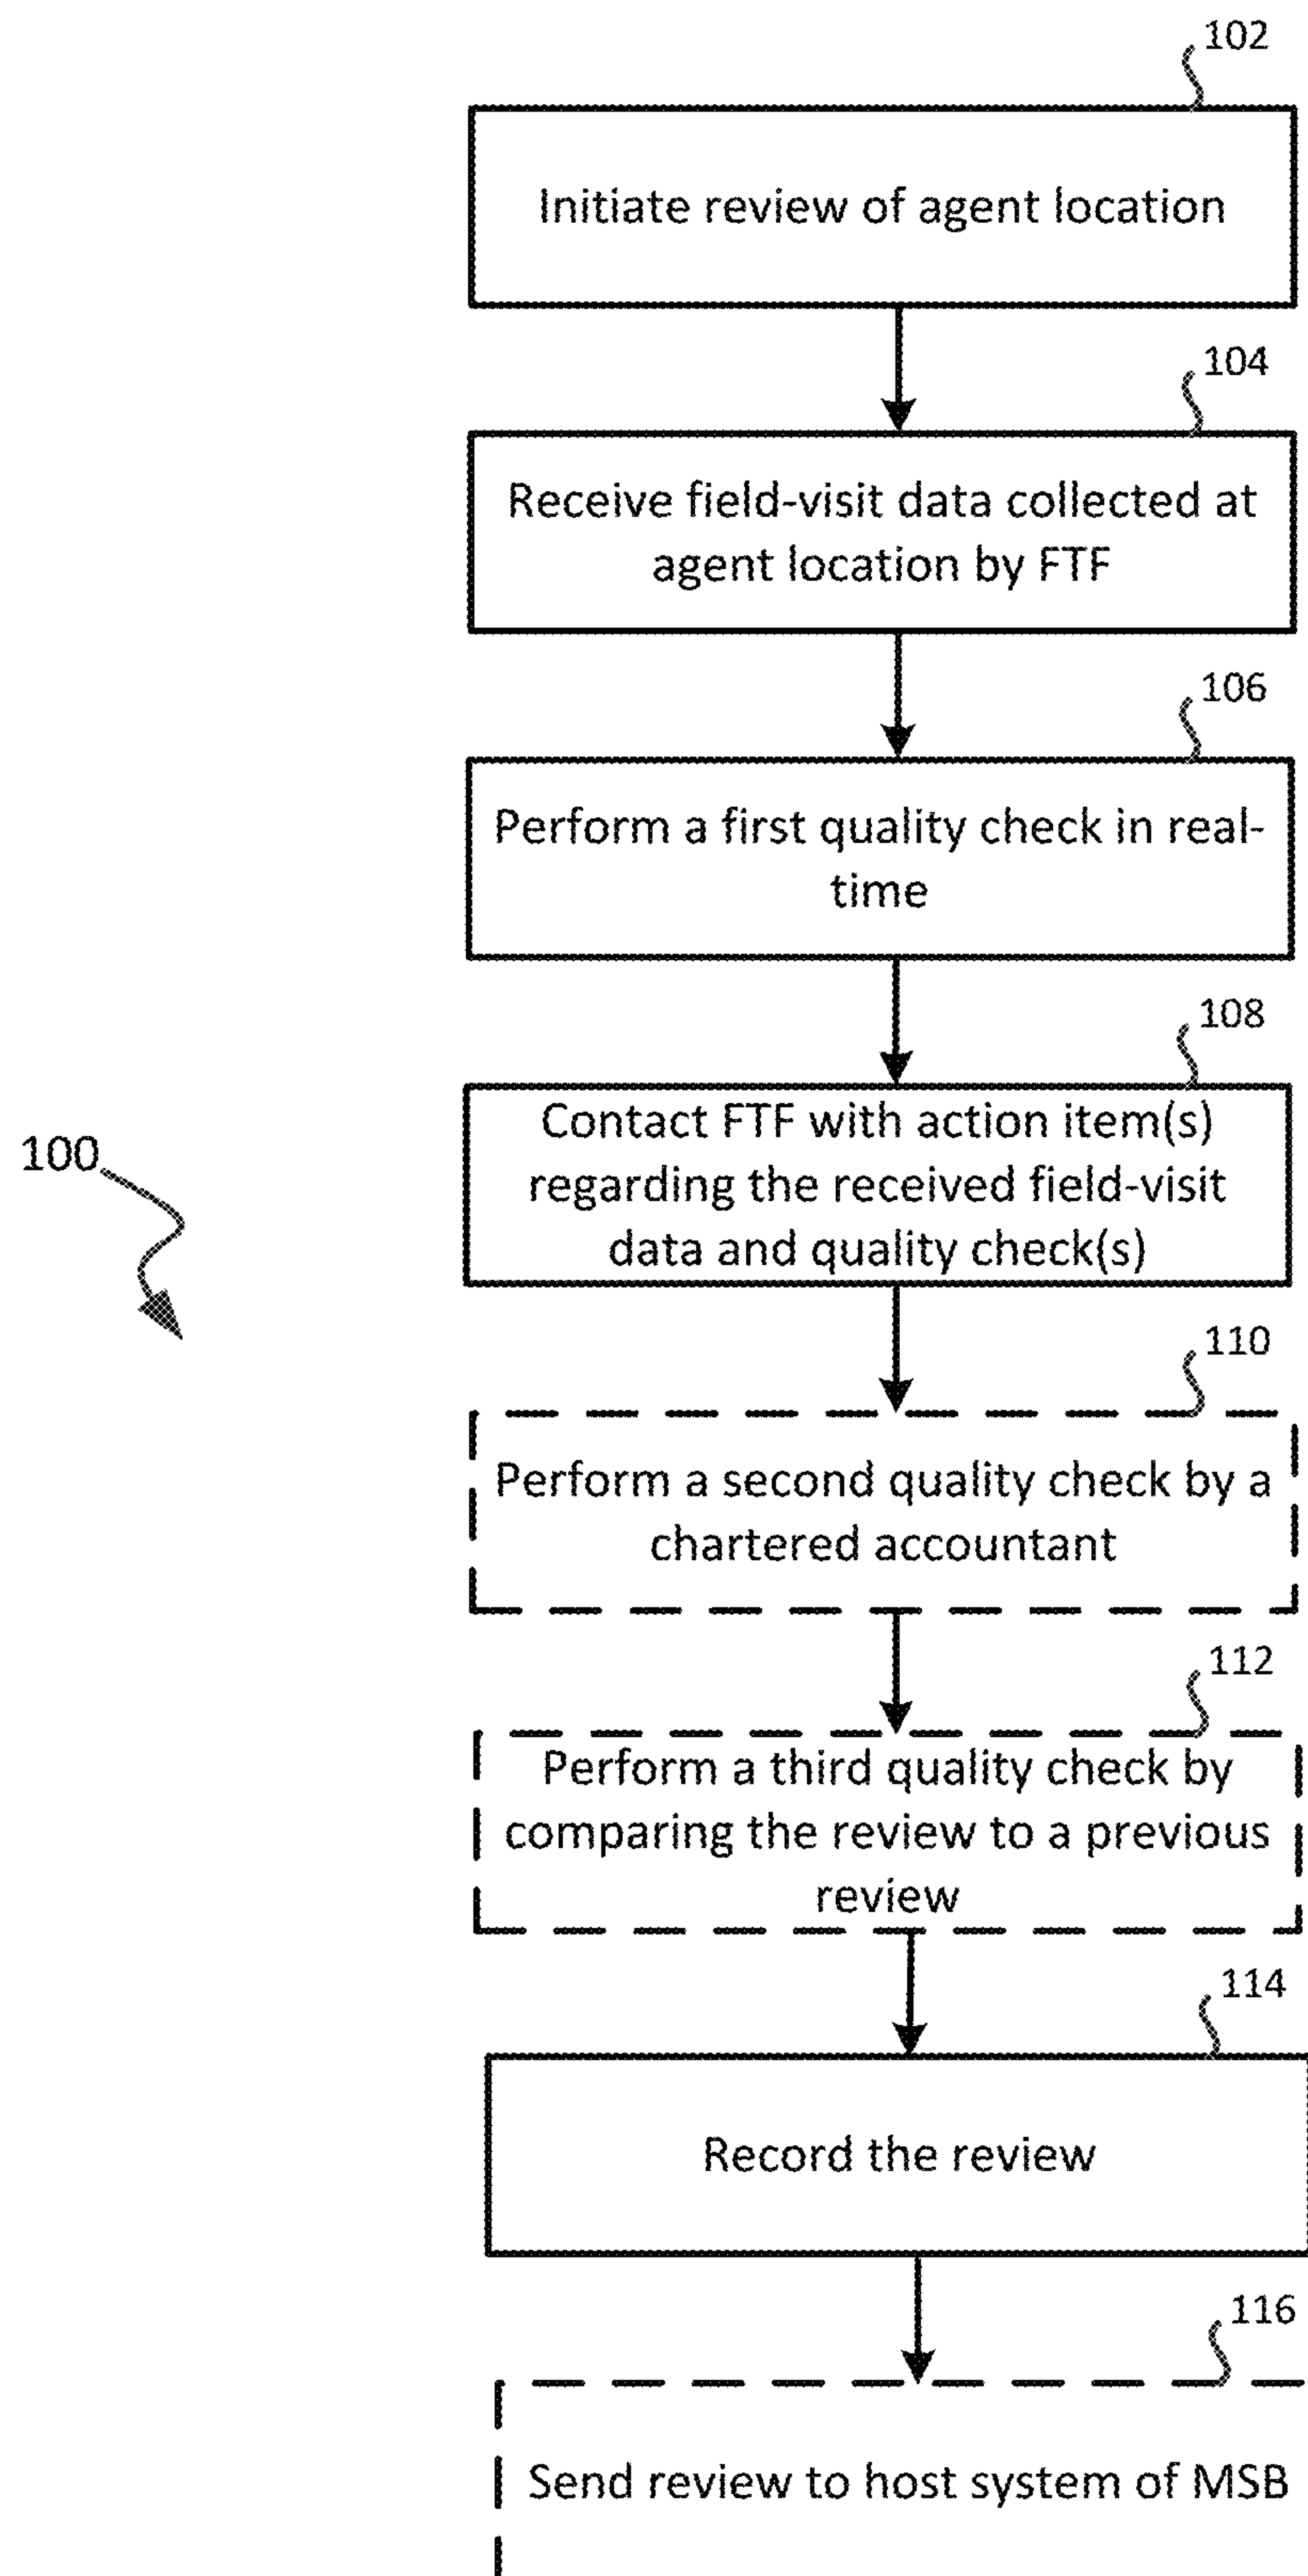 102
Initiate review of agent location
104
Receive field-visit data collected at
agent location by FTF
106
Perform a first quality check in real-
time
108
Contact FTF with action item(s)
regarding the received field-visit
data and quality check(s)
100
110
Perform a second quality check by a
chartered accountant
112
Perform a third quality check by
comparing the review to a previous
review
114
Record the review
116
Send review to host system of MSB